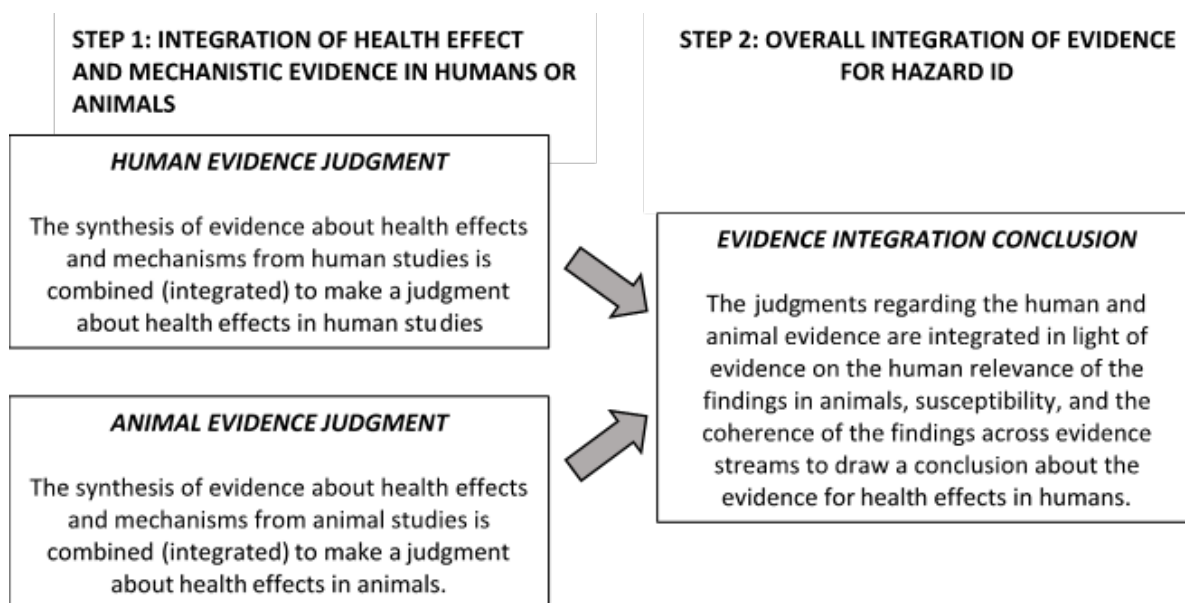 STEP 1: INTEGRATION OF HEALTH EFFECT
AND MECHANISTIC EVIDENCE IN HUMANS OR
ANIMALS
HUMAN EVIDENCE JUDGMENT
The synthesis of evidence about health effects
and mechanisms from human studies is
combined (integrated) to make a judgment
about health effects in human studies
ANIMAL EVIDENCE JUDGMENT
The synthesis of evidence about health effects
and mechanisms from animal studies is
combined (integrated) to make a judgment
about health effects in animals.
STEP 2: OVERALL INTEGRATION OF EVIDENCE
FOR HAZARD ID
EVIDENCE INTEGRATION CONCLUSION
The judgments regarding the human and
animal evidence are integrated in light of
evidence on the human relevance of the
findings in animals, susceptibility, and the
coherence of the findings across evidence
streams to draw a conclusion about the
evidence for health effects in humans.